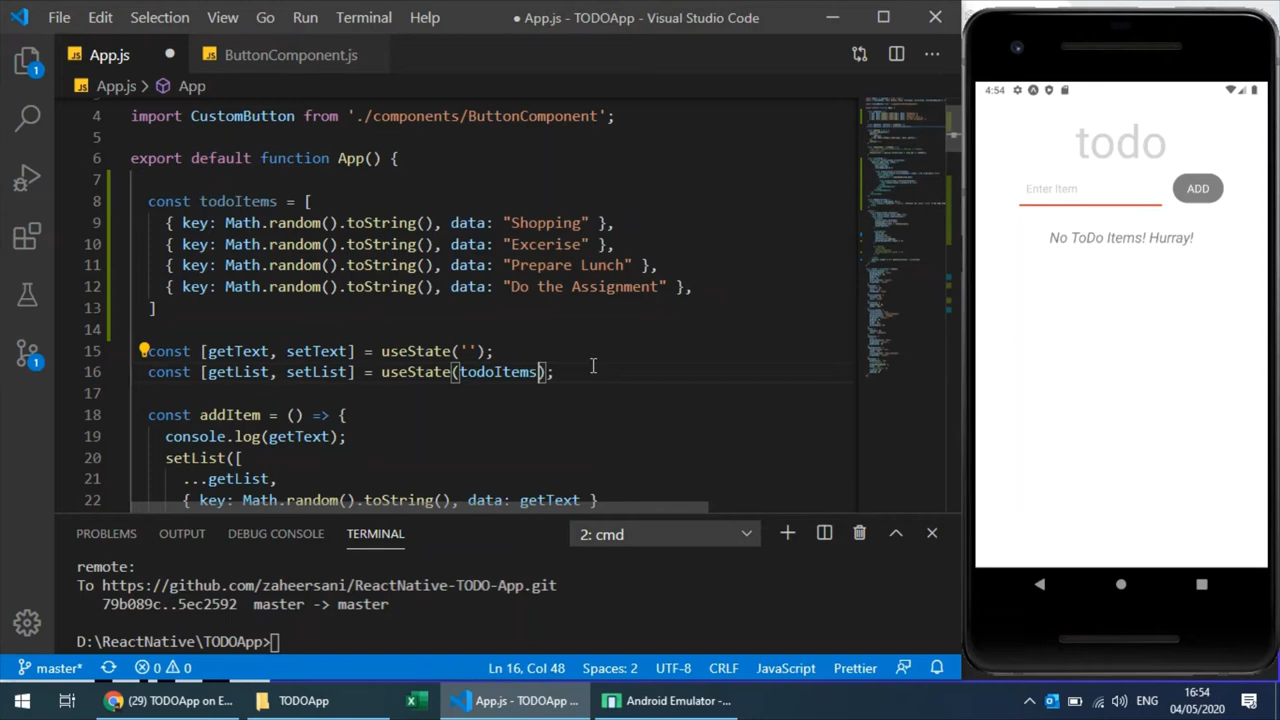 File Edit Selection View Go Run Terminal Help
● App.js - TODOApp - Visual Studio Code
JS App.js ●
JS ButtonComponent.js
JS App.js > App
4 import CustomButton from './components/ButtonComponent';
5
6 export default function App() {
7
8 const todoItems = [
9 { key: Math.random().toString(), data: "Shopping" },
10 { key: Math.random().toString(), data: "Excerise" },
11 { key: Math.random().toString(), data: "Prepare Lunch" },
12 { key: Math.random().toString(), data: "Do the Assignment" },
13 ]
14
15 const [getText, setText] = useState('');
16 const [getList, setList] = useState(todoItems);
17
18 const addItem = () => {
19 console.log(getText);
20 setList([
21 ...getList,
22 { key: Math.random().toString(), data: getText }
PROBLEMS OUTPUT DEBUG CONSOLE TERMINAL
2: cmd
remote:
To https://github.com/zaheersani/ReactNative-TODO-App.git
79b089c..5ec2592 master -> master
D:\ReactNative\TODOApp>
1
1
master* 0 0
Ln 16, Col 48 Spaces: 2 UTF-8 CRLF JavaScript Prettier
4:54
todo
Enter Item
ADD
No ToDo Items! Hurray!
(29) TODOApp on E...
TODOApp
App.js - TODOApp ...
Android Emulator -...
ENG
16:54
04/05/2020